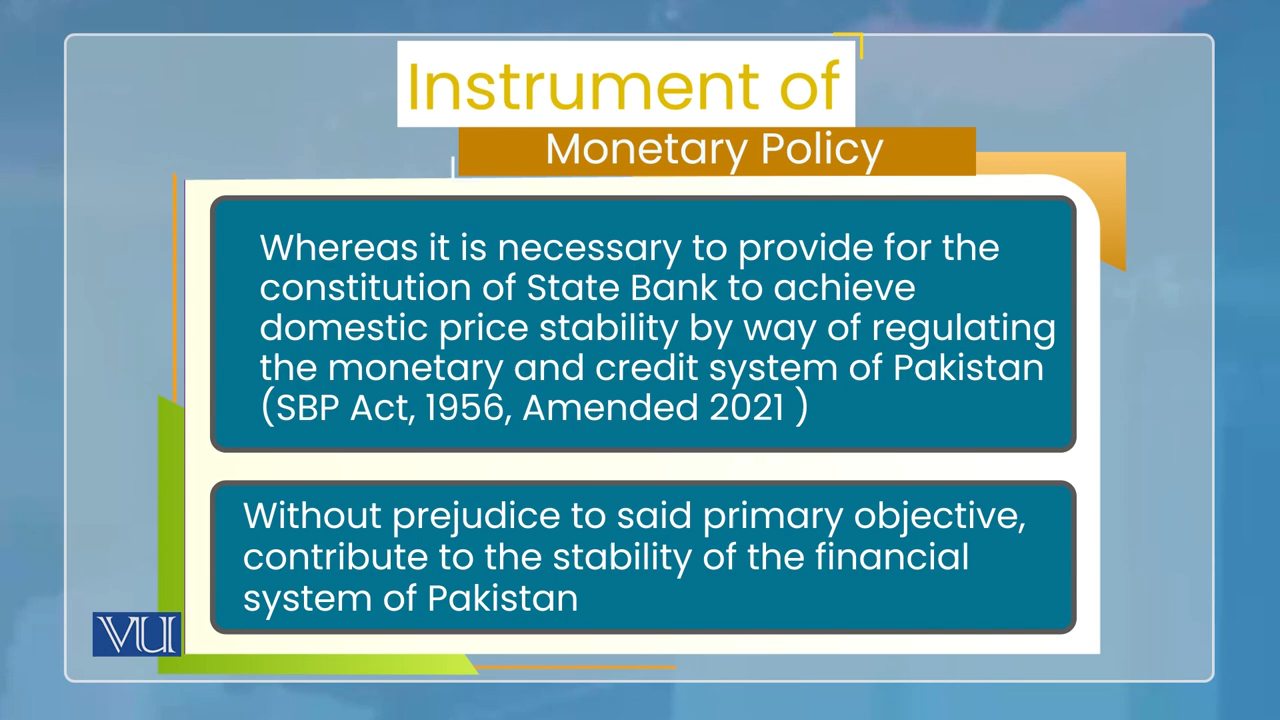 Instrument of
Monetary Policy
Whereas it is necessary to provide for the
constitution of State Bank to achieve
domestic price stability by way of regulating
the monetary and credit system of Pakistan
(SBP Act, 1956, Amended 2021 )
Without prejudice to said primary objective,
contribute to the stability of the financial
system of Pakistan
VU